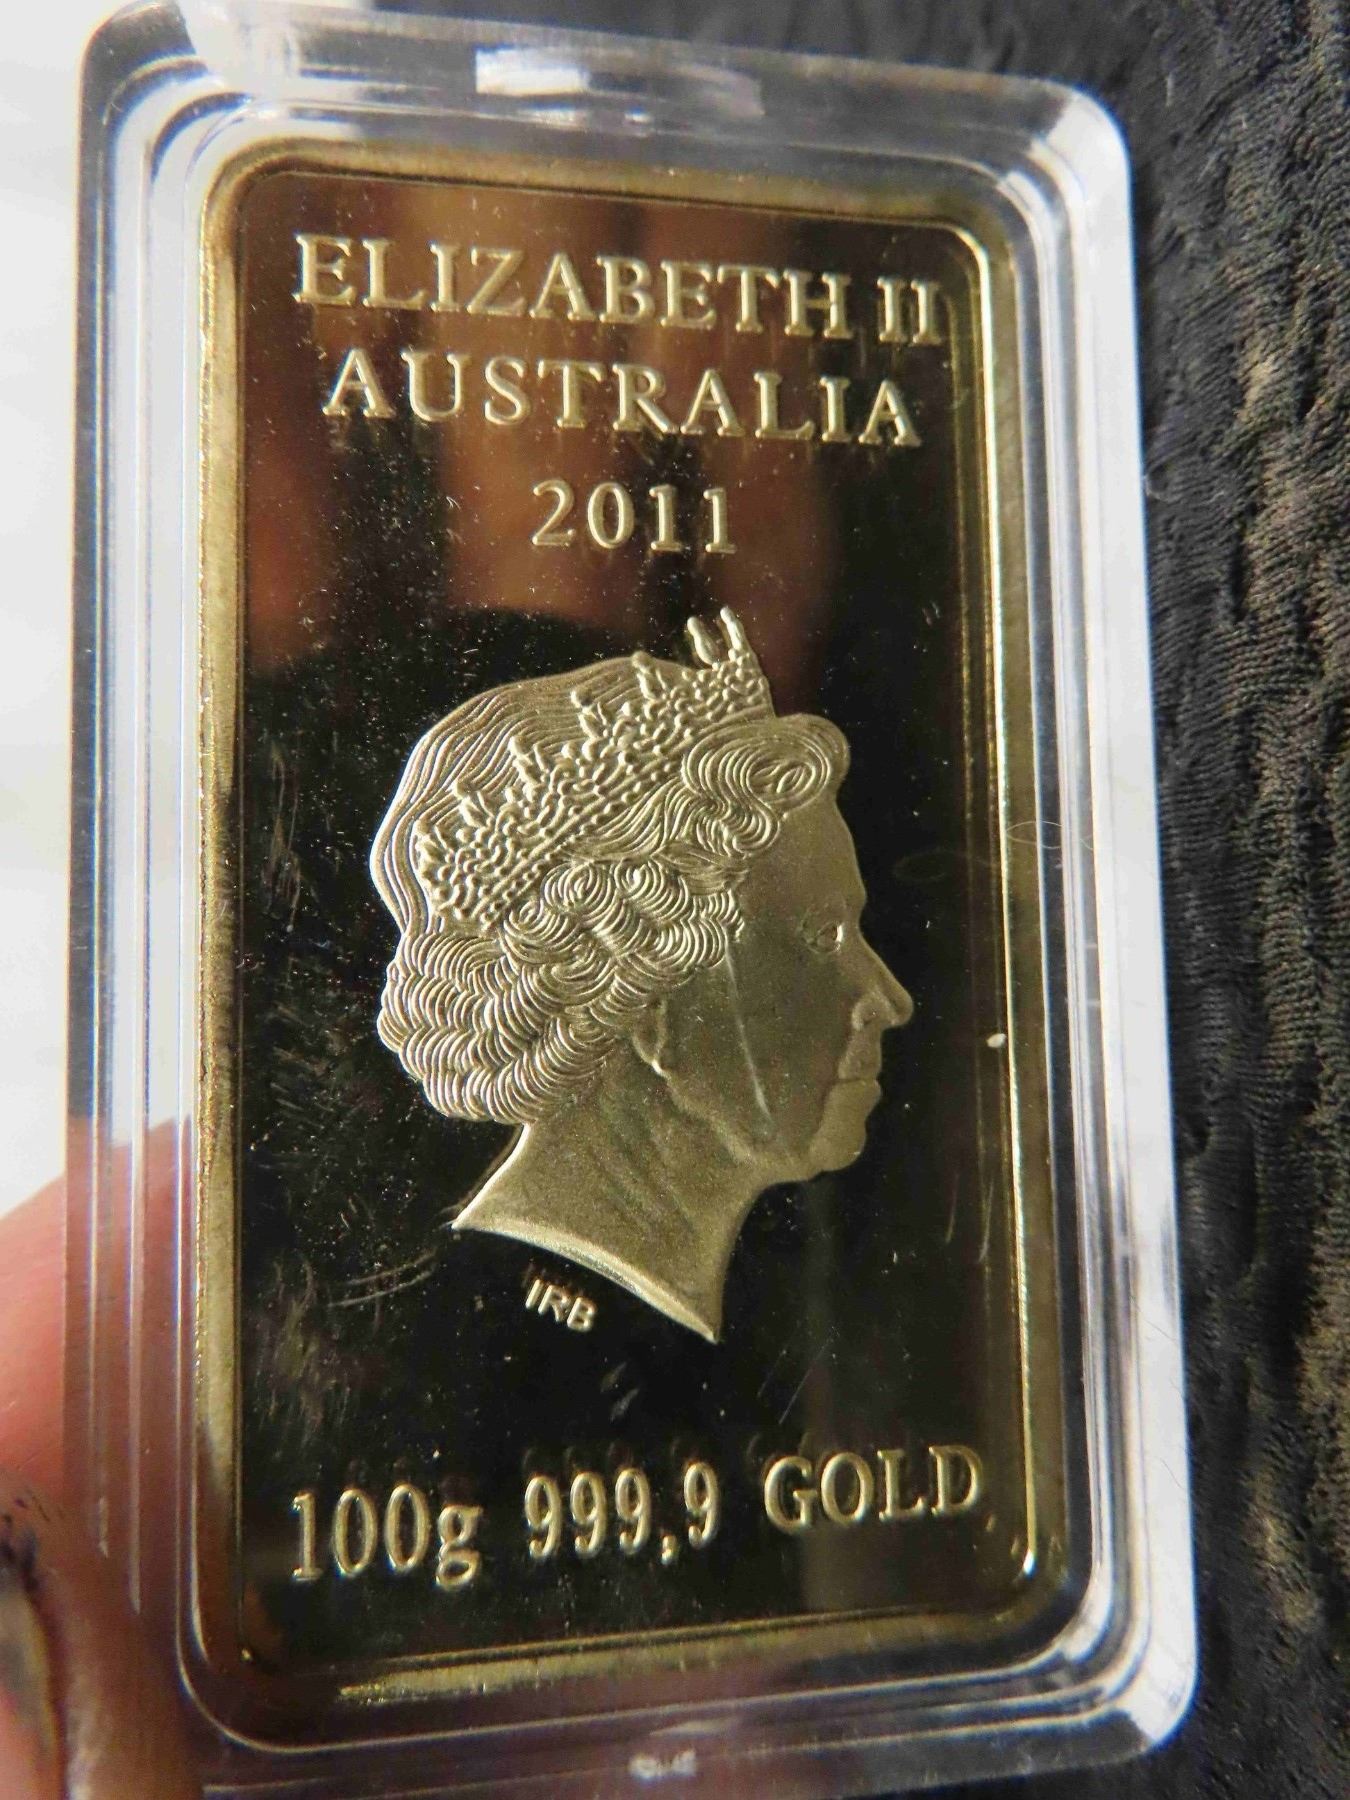 ELIZABETH II
AUSTRALIA
2011
IRB
100g 999,9 GOLD